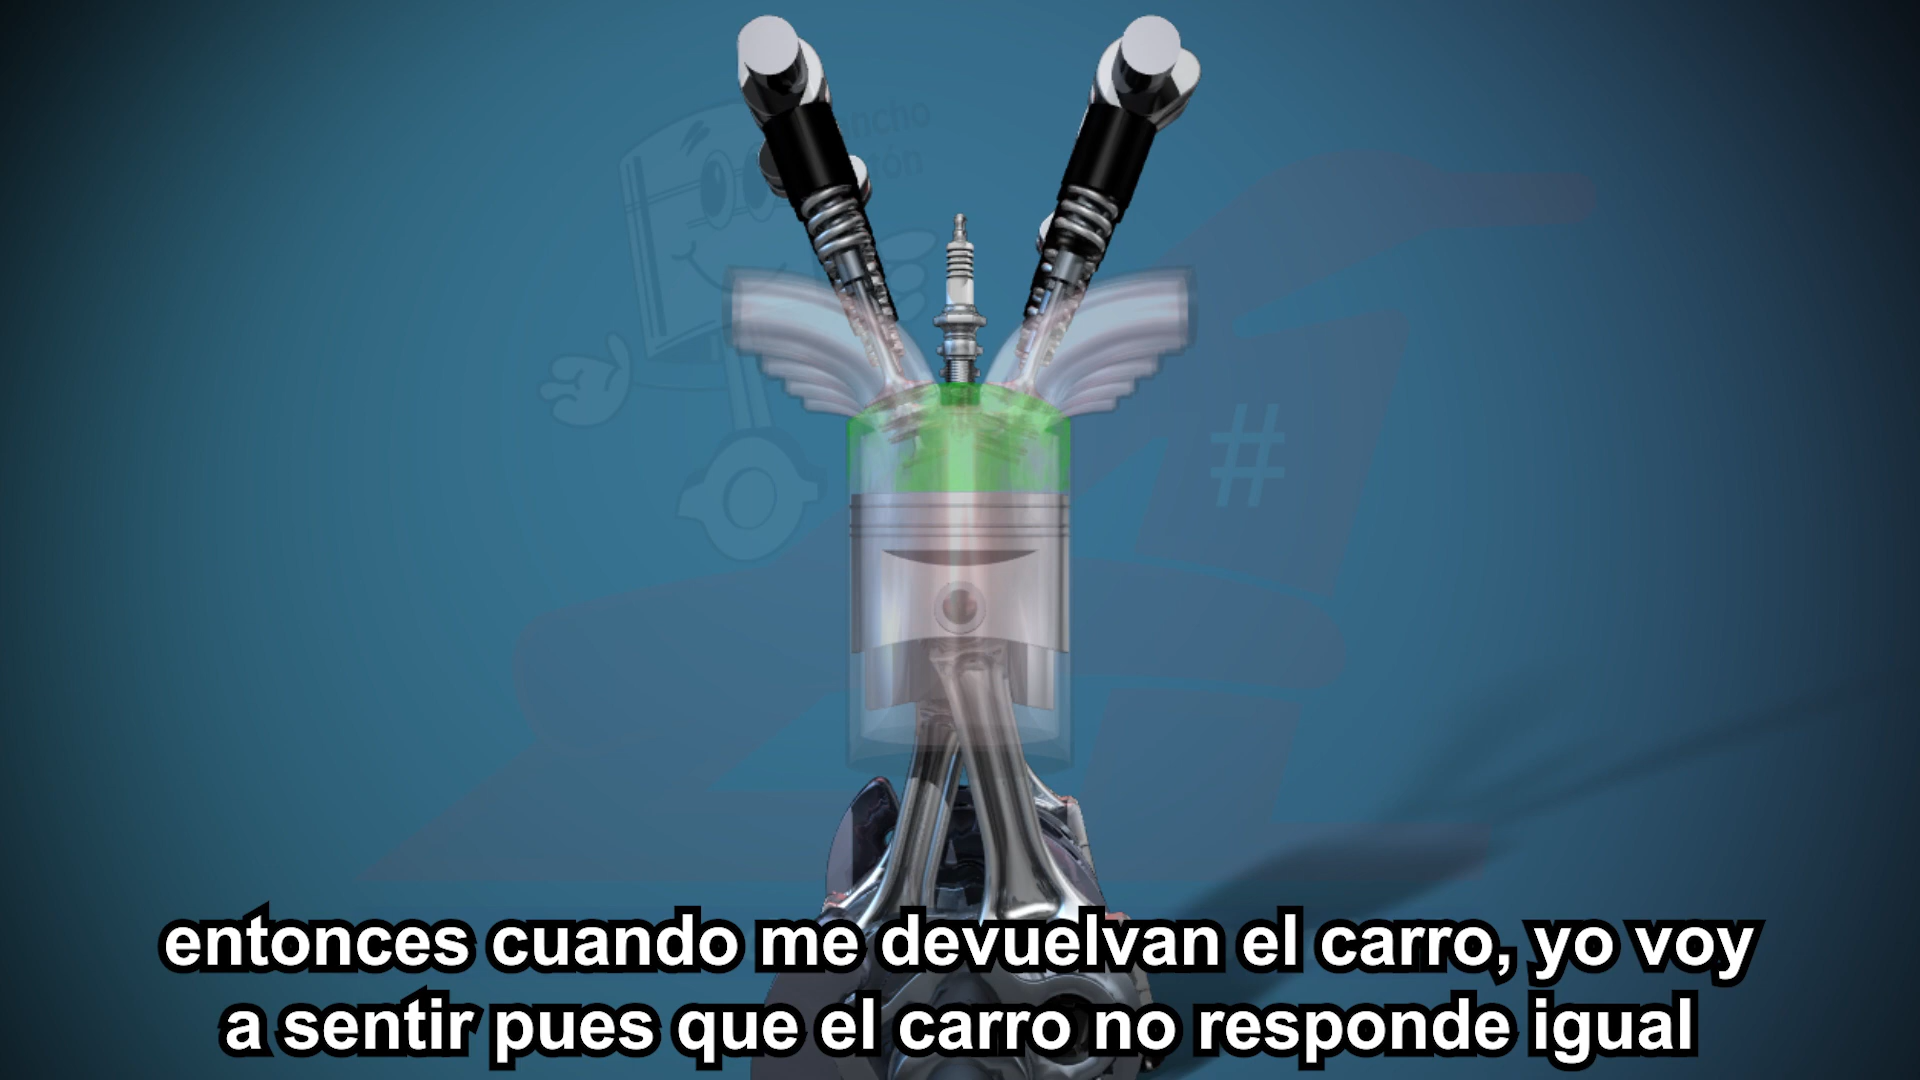 #
entonces cuando me devuelvan el carro, yo voy
a sentir pues que el carro no responde igual